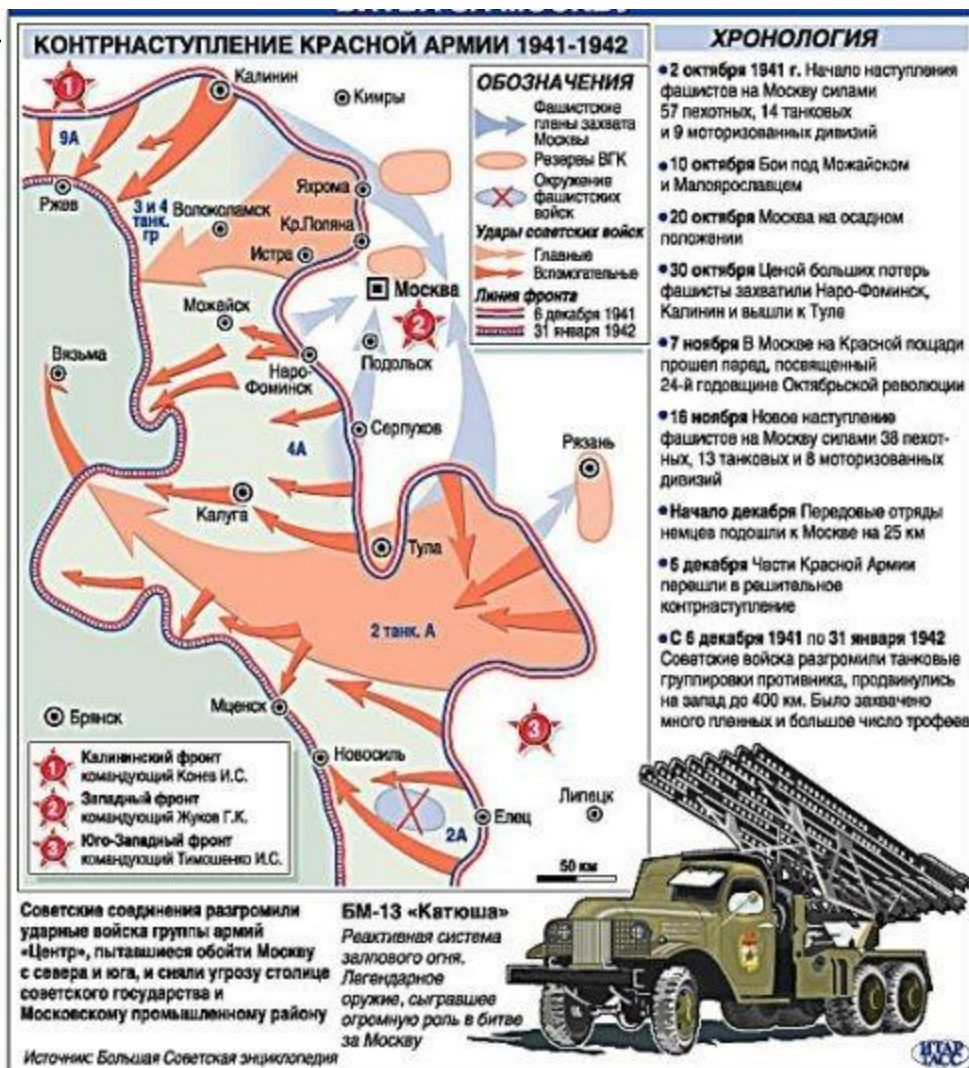 КОНТРНАСТУПЛЕНИЕ КРАСНОЙ АРМИИ 1941-1942
1
Калинин
Кимры
9А
Ржев
3 и 4
танк.
гр
Волоколамск
Яхрома
Кр.Поляна
Истра
Можайск
Москва
2
Вязьма
Наро-
Фоминск
Подольск
4А
Серпухов
Рязань
Калуга
Тула
2 танк. А
Мценск
Брянск
3
Новосиль
Елец
Липецк
2А
50 км
ОБОЗНАЧЕНИЯ
Фашистские
планы захвата
Москвы
Резервы ВГК
Окружение
фашистских
войск
Удары советских войск
Главные
Вспомогательные
Линия фронта
6 декабря 1941
31 января 1942
1 Калининский фронт
командующий Конев И.С.
2 Западный фронт
командующий Жуков Г.К.
3 Юго-Западный фронт
командующий Тимошенко И.С.
ХРОНОЛОГИЯ
•2 октября 1941 г. Начало наступления
фашистов на Москву силами
57 пехотных, 14 танковых
и 9 моторизованных дивизий
•10 октября Бои под Можайском
и Малоярославцем
•20 октября Москва на осадном
положении
•30 октября Ценой больших потерь
фашисты захватили Наро-Фоминск,
Калинин и вышли к Туле
•7 ноября В Москве на Красной пощади
прошел парад, посвященный
24-й годовщине Октябрьской революции
•16 ноября Новое наступление
фашистов на Москву силами 38 пехот-
ных, 13 танковых и 8 моторизованных
дивизий
•Начало декабря Передовые отряды
немцев подошли к Москве на 25 км
•6 декабря Части Красной Армии
перешли в решительное
контрнаступление
•С 6 декабря 1941 по 31 января 1942
Советские войска разгромили танковые
группировки противника, продвинулись
на запад до 400 км. Было захвачено
много пленных и большое число трофеев
Советские соединения разгромили
ударные войска группы армий
«Центр», пытавшиеся обойти Москву
с севера и юга, и сняли угрозу столице
советского государства и
Московскому промышленному району
БМ-13 «Катюша»
Реактивная система
залпового огня.
Легендарное
оружие, сыгравшее
огромную роль в битве
за Москву
Источник: Большая Советская энциклопедия
ИТАР
ТАСС